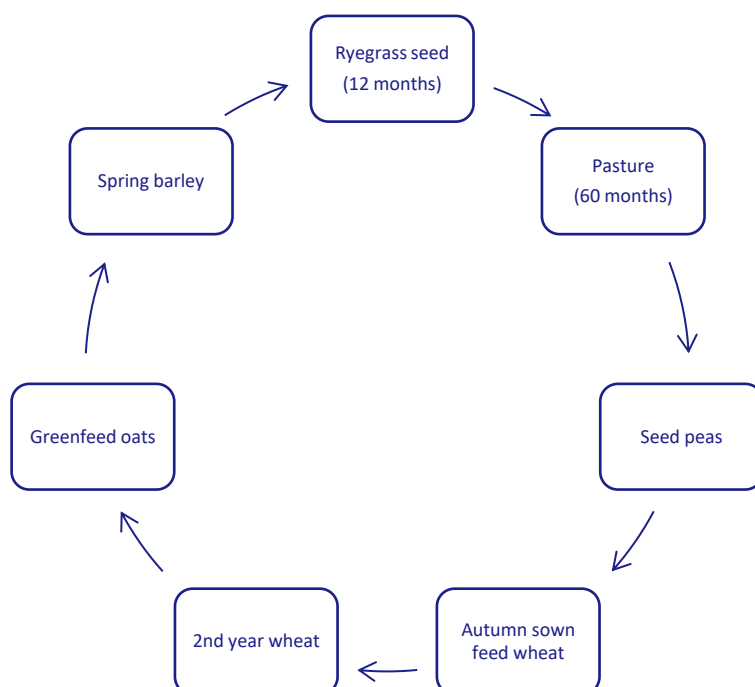 Ryegrass seed
(12 months)
Pasture
(60 months)
Seed peas
Autumn sown
feed wheat
2nd year wheat
Greenfeed oats
Spring barley